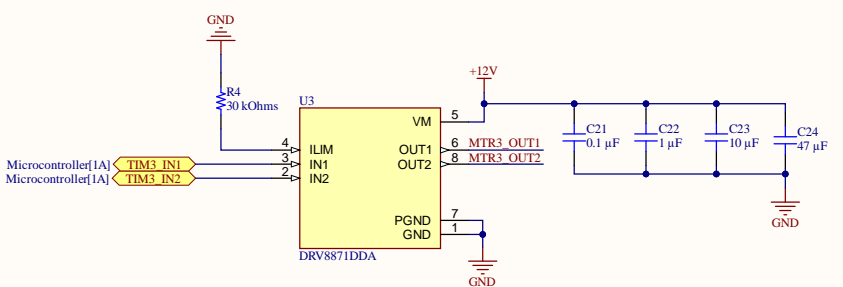 GND
R4
30 kOhms
U3
+12V
VM 5
4 ILIM
OUT1 6 MTR3_OUT1
Microcontroller[1A] TIM3_IN1 3 IN1
OUT2 8 MTR3_OUT2
Microcontroller[1A] TIM3_IN2 2 IN2
PGND 7
GND 1
DRV8871DDA
GND
C21
0.1 µF
C22
1 µF
C23
10 µF
C24
47 µF
GND